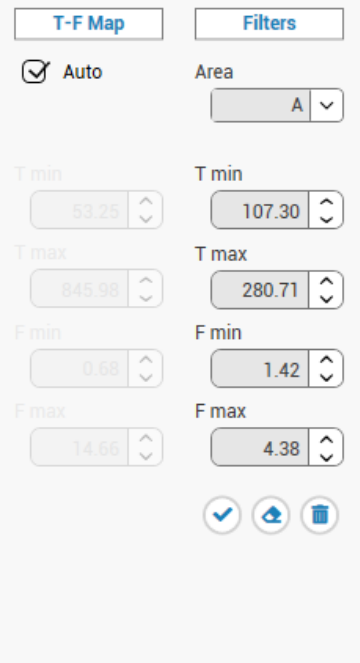 T-F Map
Filters
Auto
Area
A
T min
T min
53.25
107.30
T max
T max
845.98
280.71
F min
F min
0.68
1.42
F max
F max
14.66
4.38